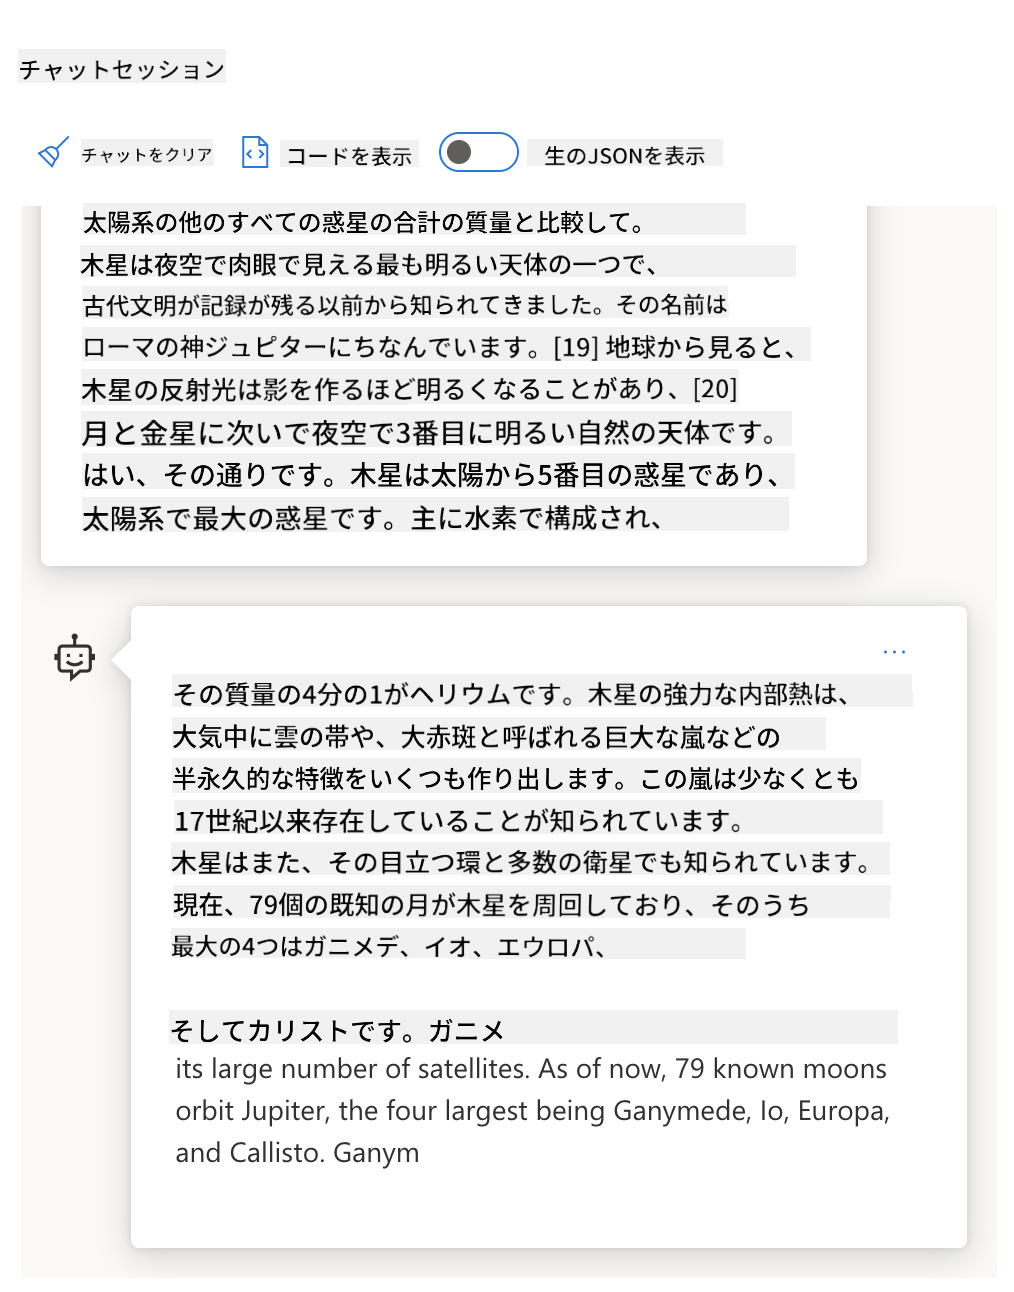 チャットセッション
チャットをクリア
コードを表示
生のJSONを表示
太陽系の他のすべての惑星の合計の質量と比較して。
木星は夜空で肉眼で見える最も明るい天体の一つで、
古代文明が記録が残る以前から知られてきました。その名前は
ローマの神ジュピターにちなんでいます。[19] 地球から見ると、
木星の反射光は影を作るほど明るくなることがあり、[20]
月と金星に次いで夜空で3番目に明るい自然の天体です。
はい、その通りです。木星は太陽から5番目の惑星であり、
太陽系で最大の惑星です。主に水素で構成され、
その質量の4分の1がヘリウムです。木星の強力な内部熱は、
大気中に雲の帯や、大赤斑と呼ばれる巨大な嵐などの
半永久的な特徴をいくつも作り出します。この嵐は少なくとも
17世紀以来存在していることが知られています。
木星はまた、その目立つ環と多数の衛星でも知られています。
現在、79個の既知の月が木星を周回しており、そのうち
最大の4つはガニメデ、イオ、エウロパ、
そしてカリストです。ガニメ
its large number of satellites. As of now, 79 known moons
orbit Jupiter, the four largest being Ganymede, Io, Europa,
and Callisto. Ganym